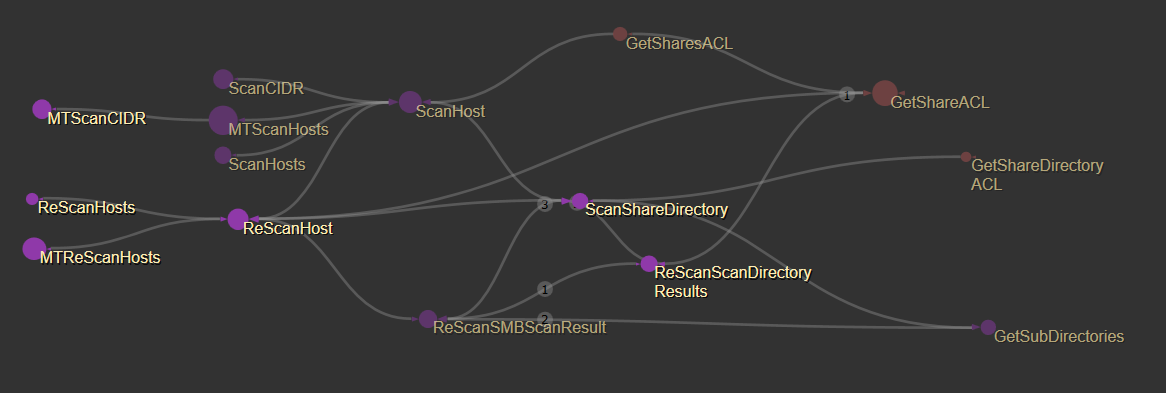 GetSharesACL
ScanCIDR
GetShareACL
MTScanCIDR
ScanHost
1
MTScanHosts
ScanHosts
GetShareDirectory
ACL
ReScanHosts
3
ScanShareDirectory
ReScanHost
MTReScanHosts
ReScanScanDirectory
Results
1
ReScanSMBScanResult
2
GetSubDirectories